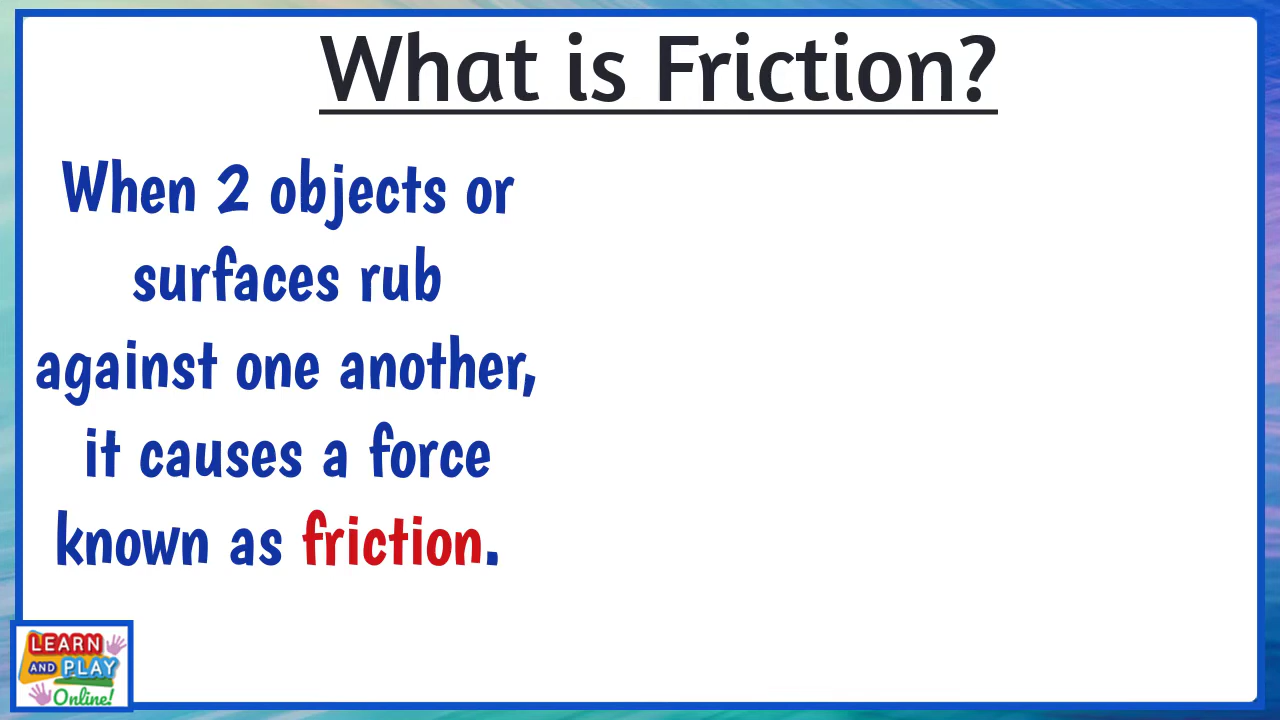 What is Friction?
When 2 objects or
surfaces rub
against one another,
it causes a force
known as friction.
LEARN
AND PLAY
Online!